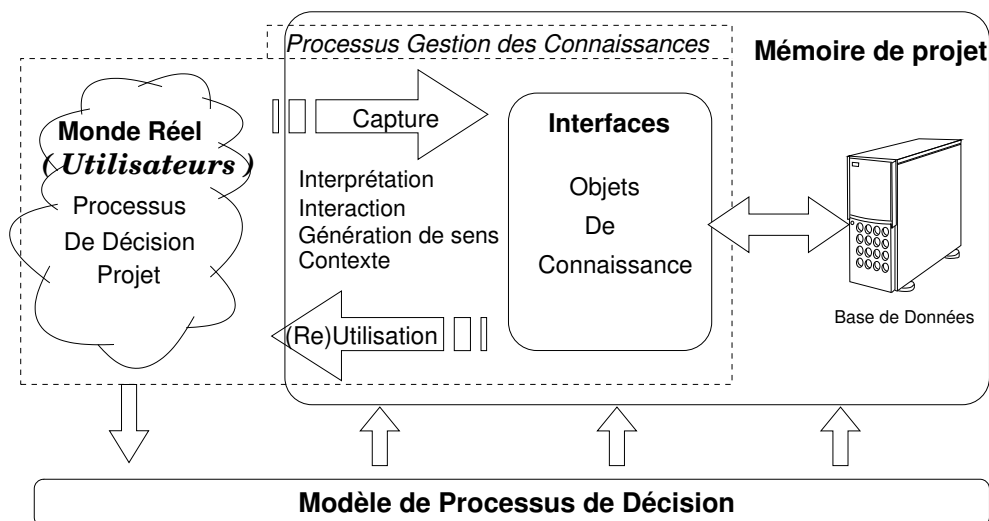 Processus Gestion des Connaissances
Mémoire de projet
Monde Réel
( Utilisateurs )
Processus
De Décision
Projet
Capture
Interprétation
Interaction
Génération de sens
Contexte
(Re)Utilisation
Interfaces
Objets
De
Connaissance
Base de Données
Modèle de Processus de Décision